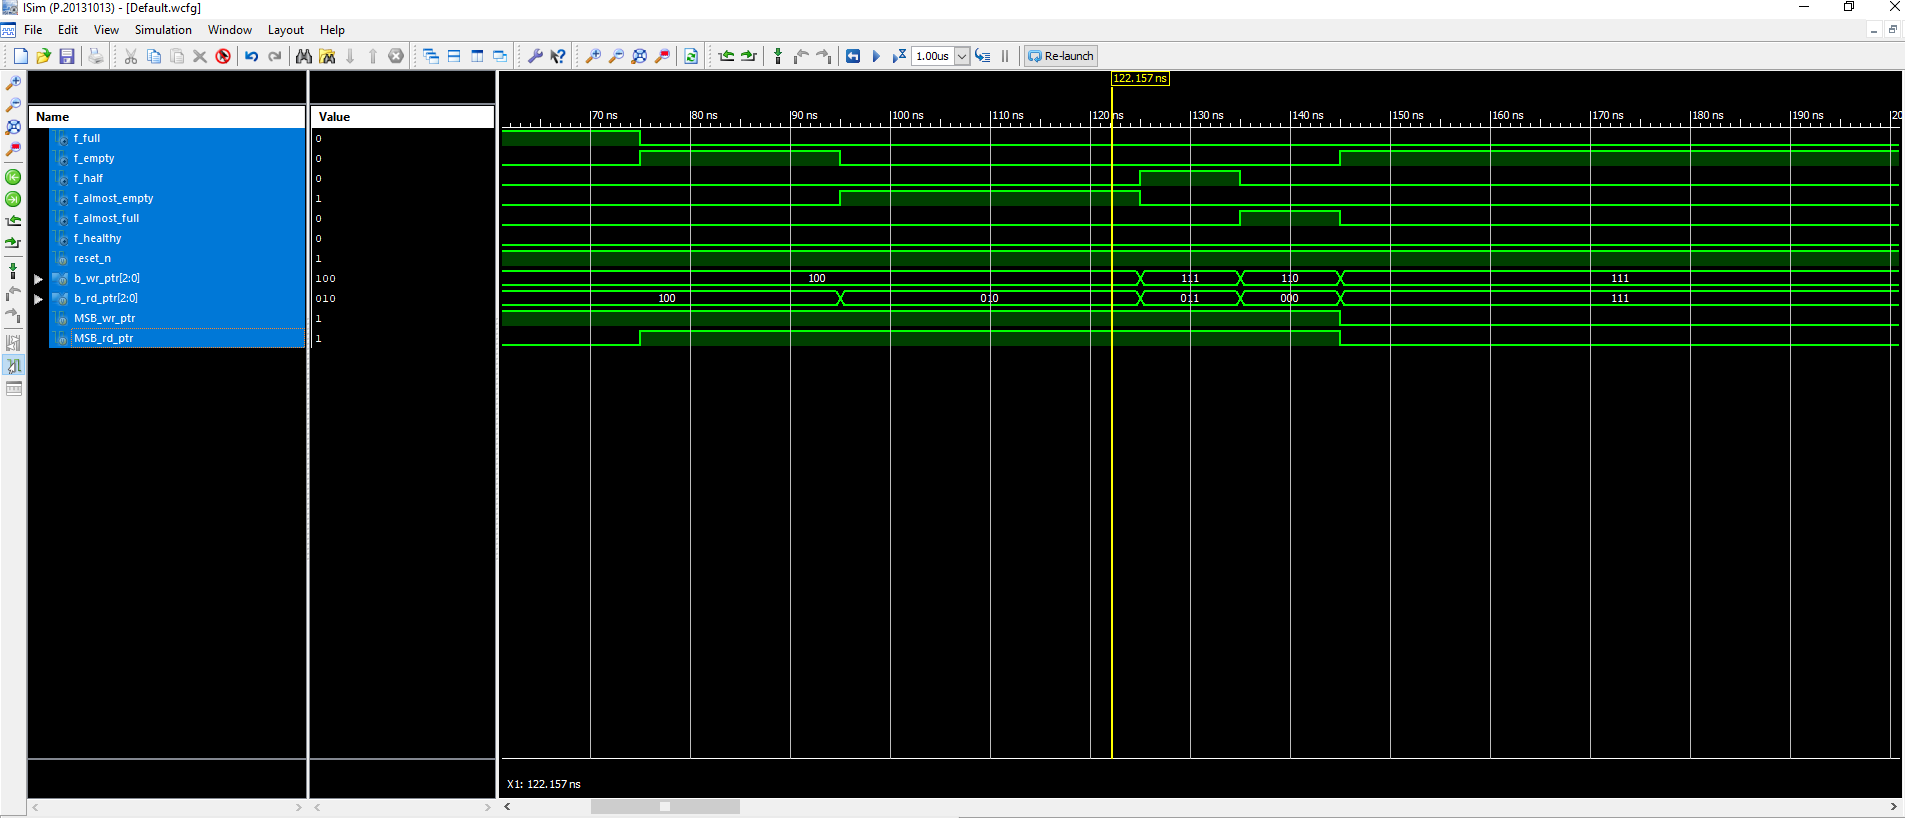 ISim (P.20131013) - [Default.wcfg]
File Edit View Simulation Window Layout Help
1.00us Re-launch
122.157 ns
Name Value
70 ns 80 ns 90 ns 100 ns 110 ns 120 ns 130 ns 140 ns 150 ns 160 ns 170 ns 180 ns 190 ns 20
f_full 0
f_empty 0
f_half 0
f_almost_empty 1
f_almost_full 0
f_healthy 0
reset_n 1
b_wr_ptr[2:0] 100 100 111 110 111
b_rd_ptr[2:0] 010 100 010 011 000 111
MSB_wr_ptr 1
MSB_rd_ptr 1
X1: 122.157 ns